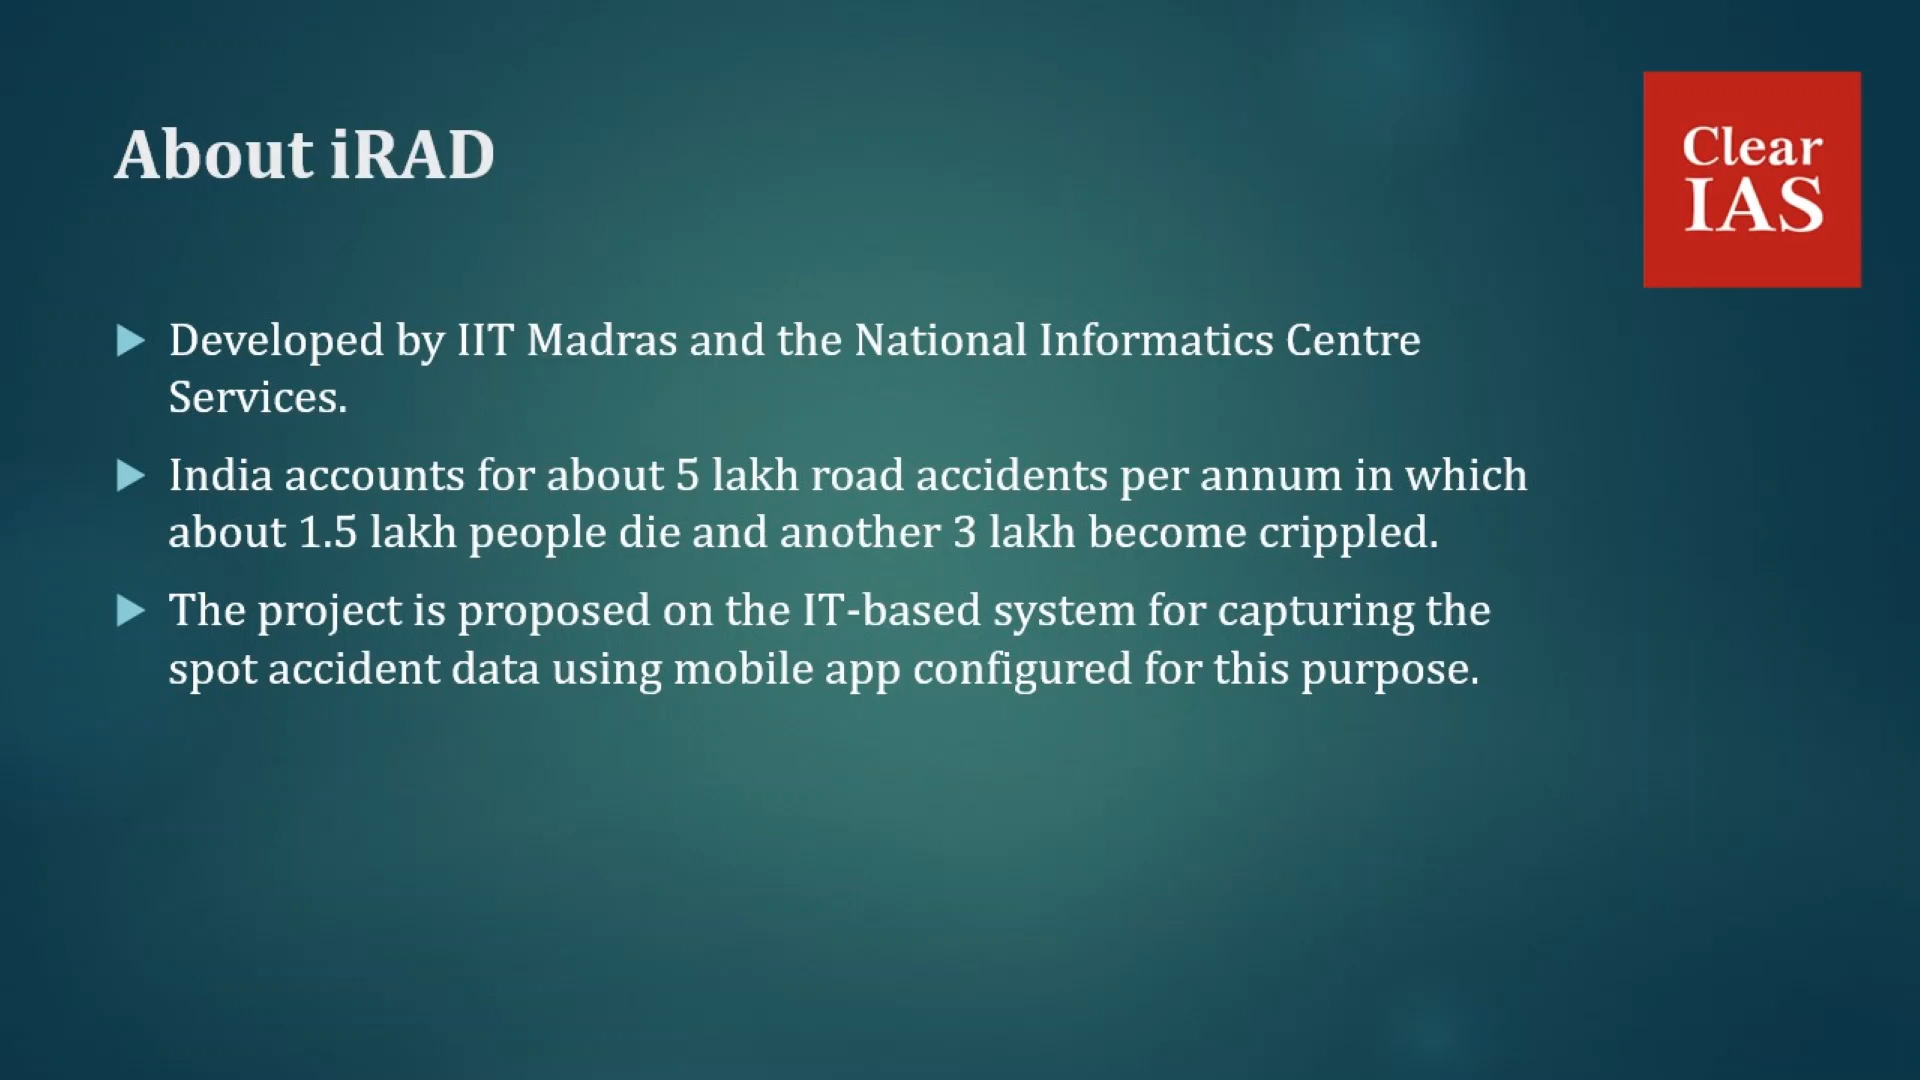 About iRAD
Clear
IAS
Developed by IIT Madras and the National Informatics Centre
Services.
India accounts for about 5 lakh road accidents per annum in which
about 1.5 lakh people die and another 3 lakh become crippled.
The project is proposed on the IT-based system for capturing the
spot accident data using mobile app configured for this purpose.